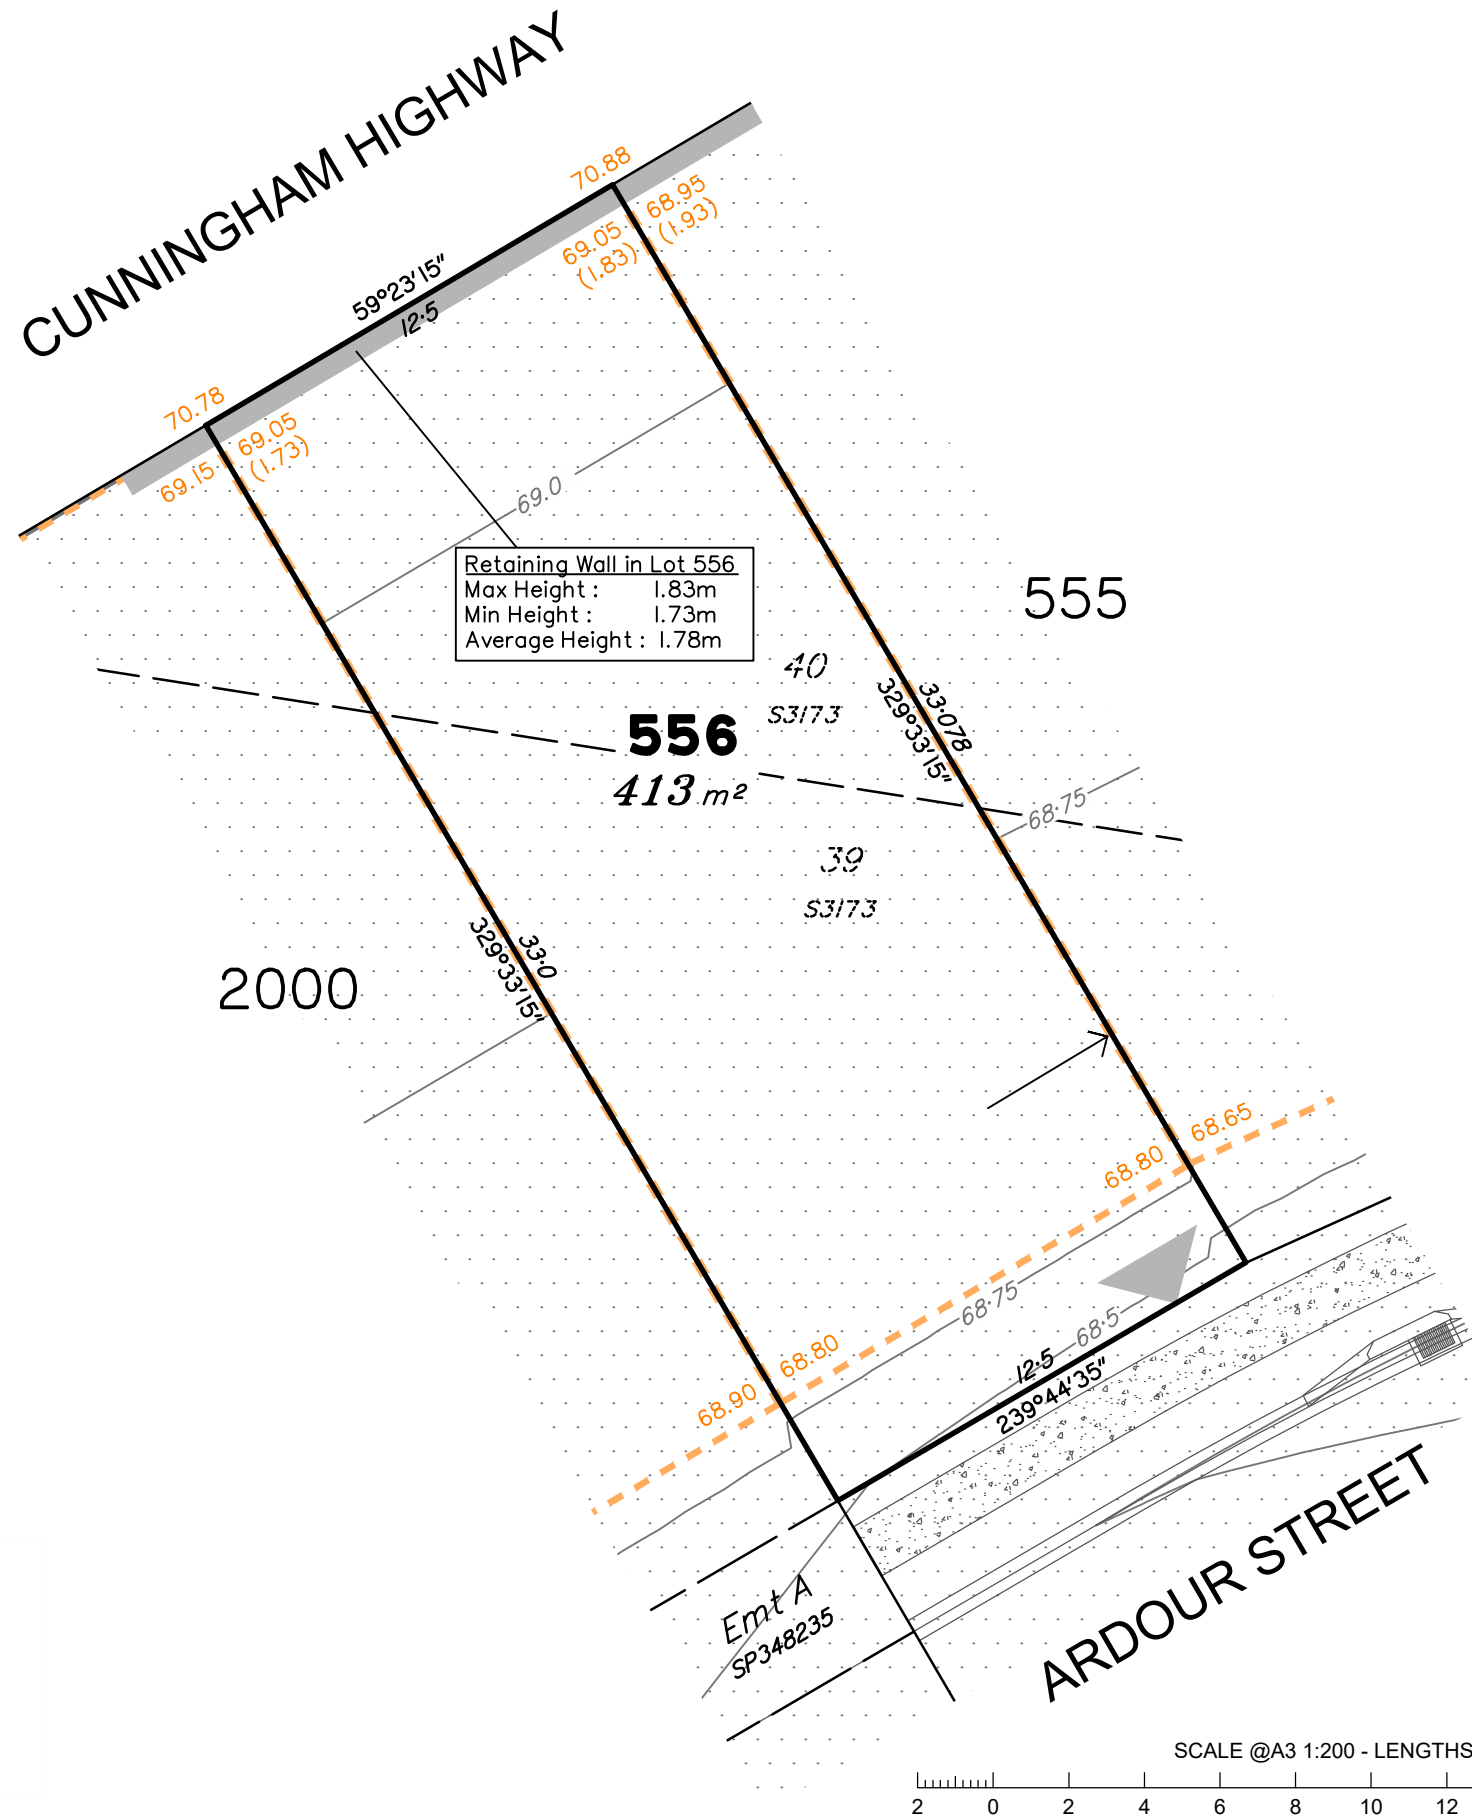 CUNNINGHAM HIGHWAY
70.88
68.95
(1.93)
69.05
(1.83)
59°23'15"
12·5
70.78
69.05
(1.73)
69.15
69.0
Retaining Wall in Lot 556
Max Height : 1.83m
Min Height : 1.73m
Average Height : 1.78m
555
40
S3173
556
413 m²
33·078
329°33'15"
68·75
39
S3173
33·0
329°33'15"
2000
68.65
68.80
68·75
68·5
68.80
68.90
12·5
239°44'35"
Emt A
SP348235
ARDOUR STREET
SCALE @A3 1:200 - LENGTHS
2 0 2 4 6 8 10 12